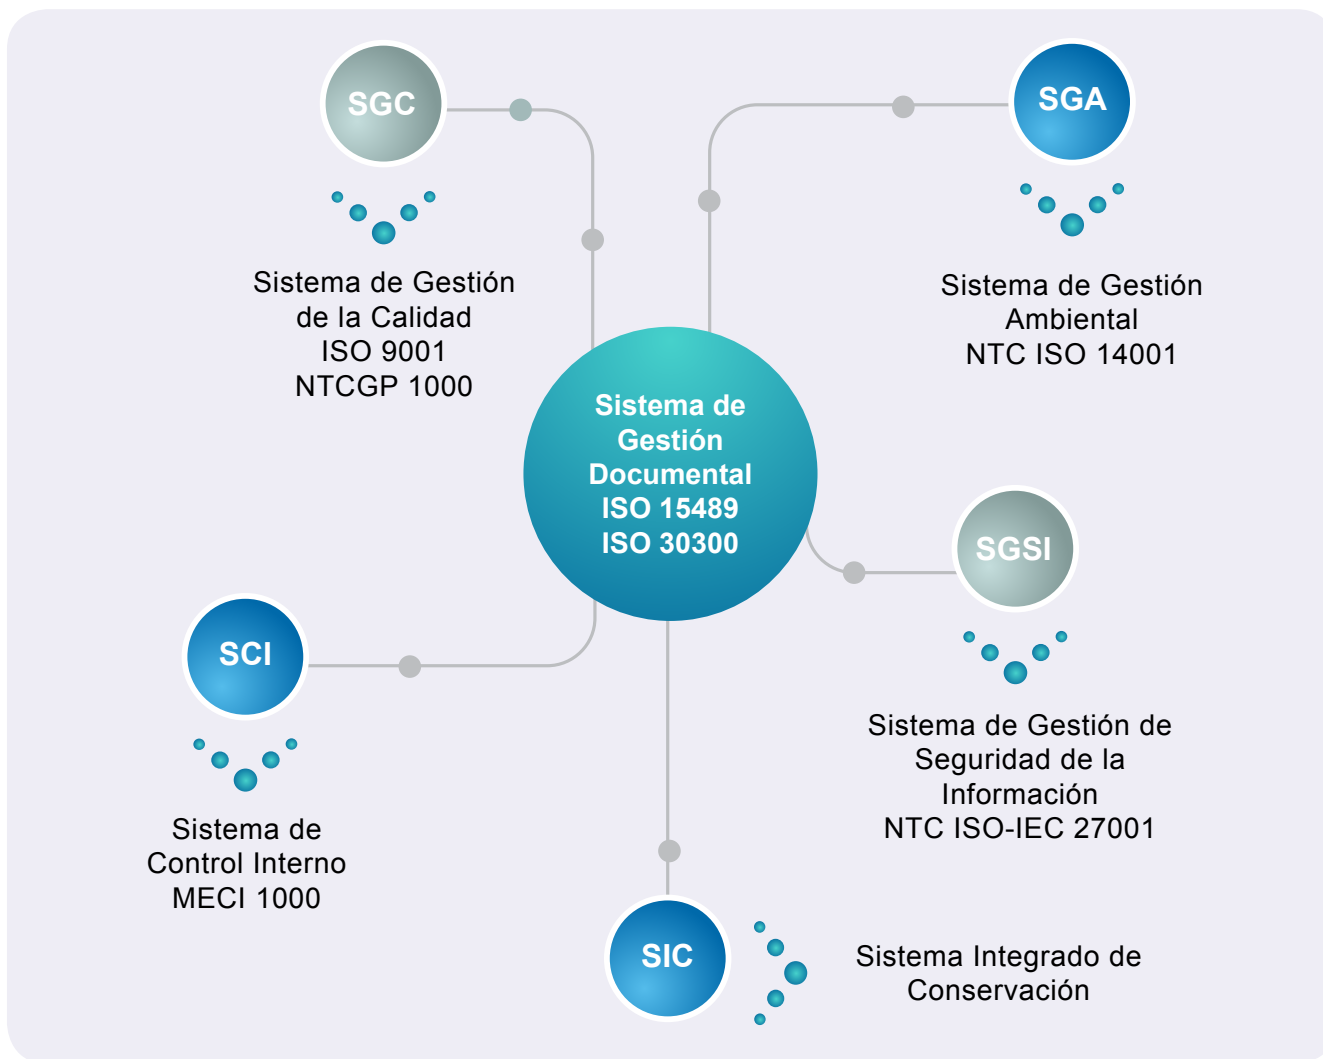 SGC
Sistema de Gestión
de la Calidad
ISO 9001
NTCGP 1000
SGA
Sistema de Gestión
Ambiental
NTC ISO 14001
Sistema de
Gestión
Documental
ISO 15489
ISO 30300
SGSI
Sistema de Gestión de
Seguridad de la
Información
NTC ISO-IEC 27001
SCI
Sistema de
Control Interno
MECI 1000
SIC
Sistema Integrado de
Conservación